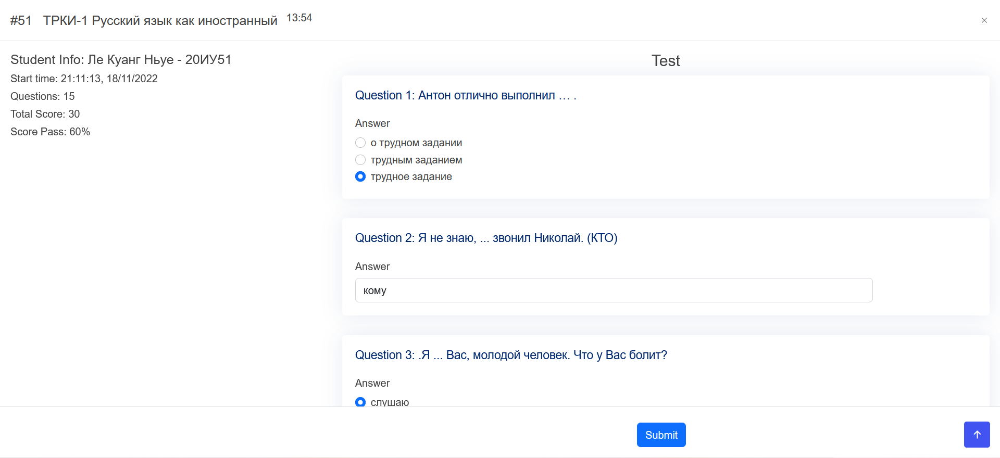 #51 ТРКИ-1 Русский язык как иностранный 13:54
×
Student Info: Ле Куанг Ньуе - 20ИУ51
Start time: 21:11:13, 18/11/2022
Questions: 15
Total Score: 30
Score Pass: 60%
Test
Question 1: Антон отлично выполнил … .
Answer
о трудном задании
трудным заданием
трудное задание
Question 2: Я не знаю, ... звонил Николай. (КТО)
Answer
кому
Question 3: .Я ... Вас, молодой человек. Что у Вас болит?
Answer
слушаю
Submit